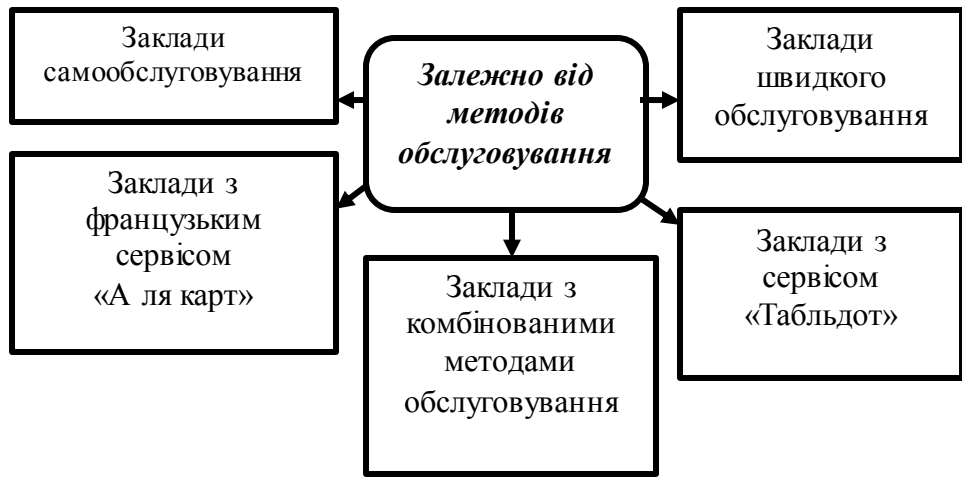 Заклади
самообслуговування
Залежно від
методів
обслуговування
Заклади
швидкого
обслуговування
Заклади з
французьким
сервісом
«А ля карт»
Заклади з
комбінованими
методами
обслуговування
Заклади з
сервісом
«Табльдот»